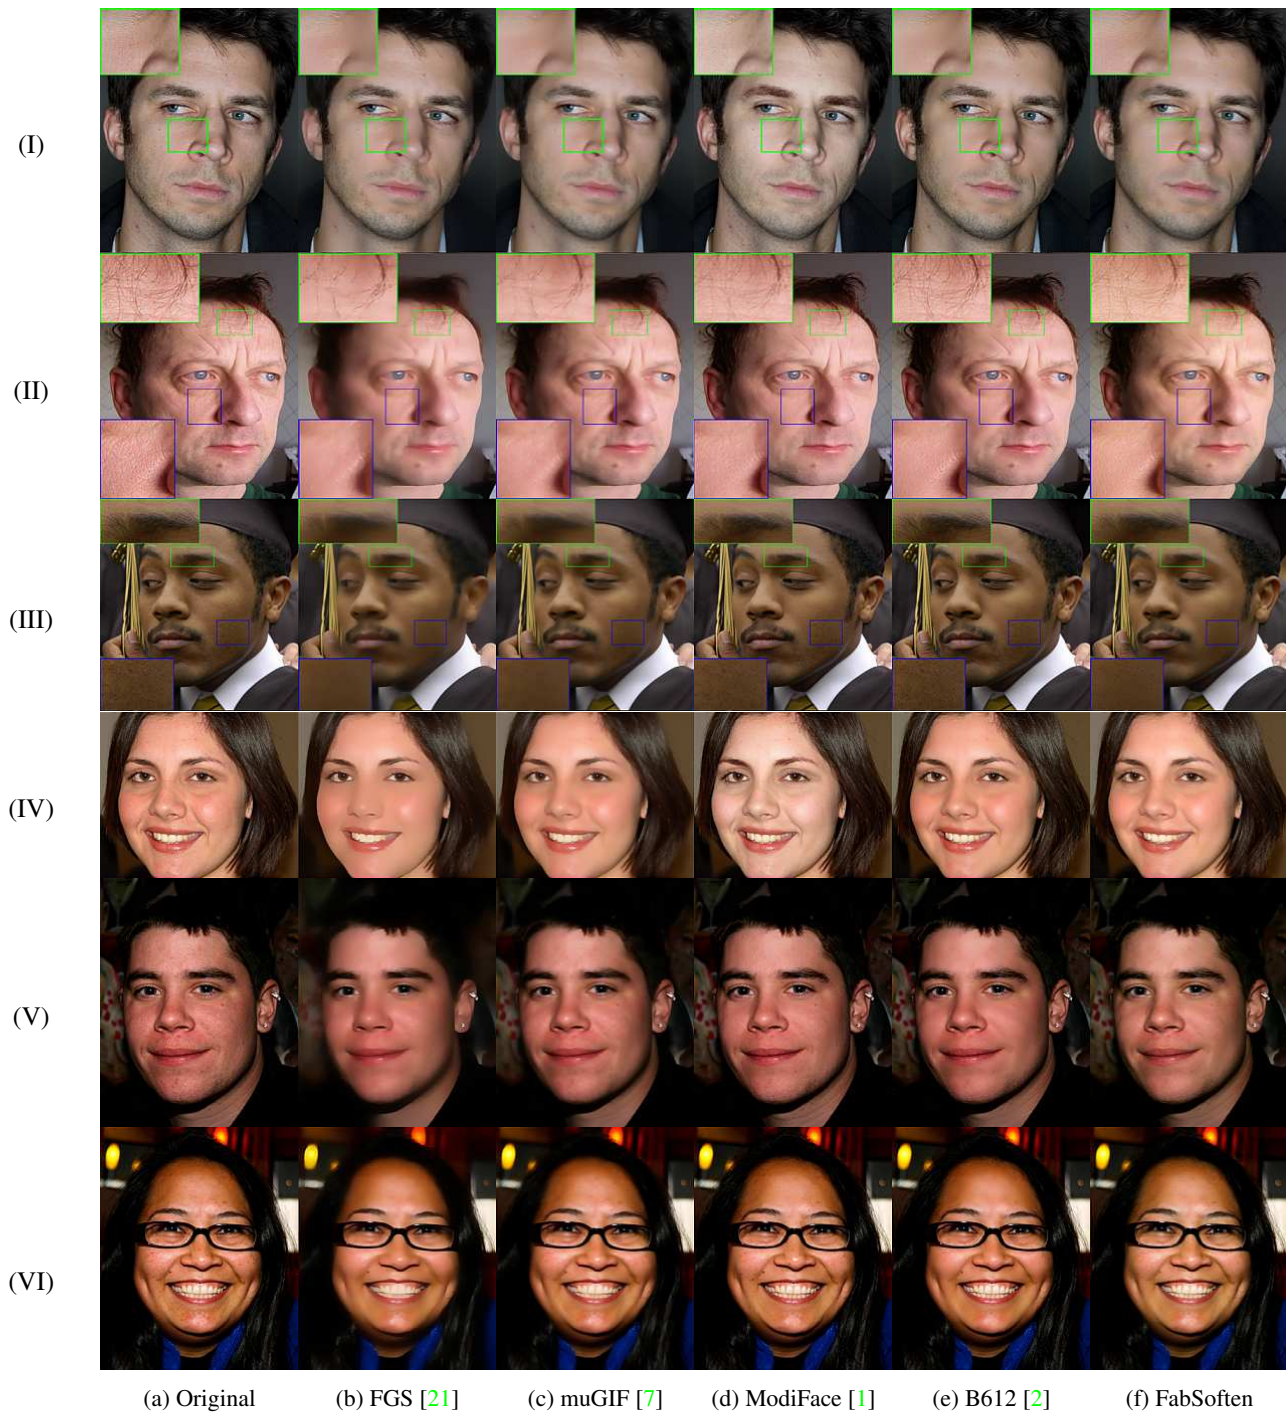 (I)
(II)
(III)
(IV)
(V)
(VI)
(a) Original (b) FGS [21] (c) muGIF [7] (d) ModiFace [1] (e) B612 [2] (f) FabSoften